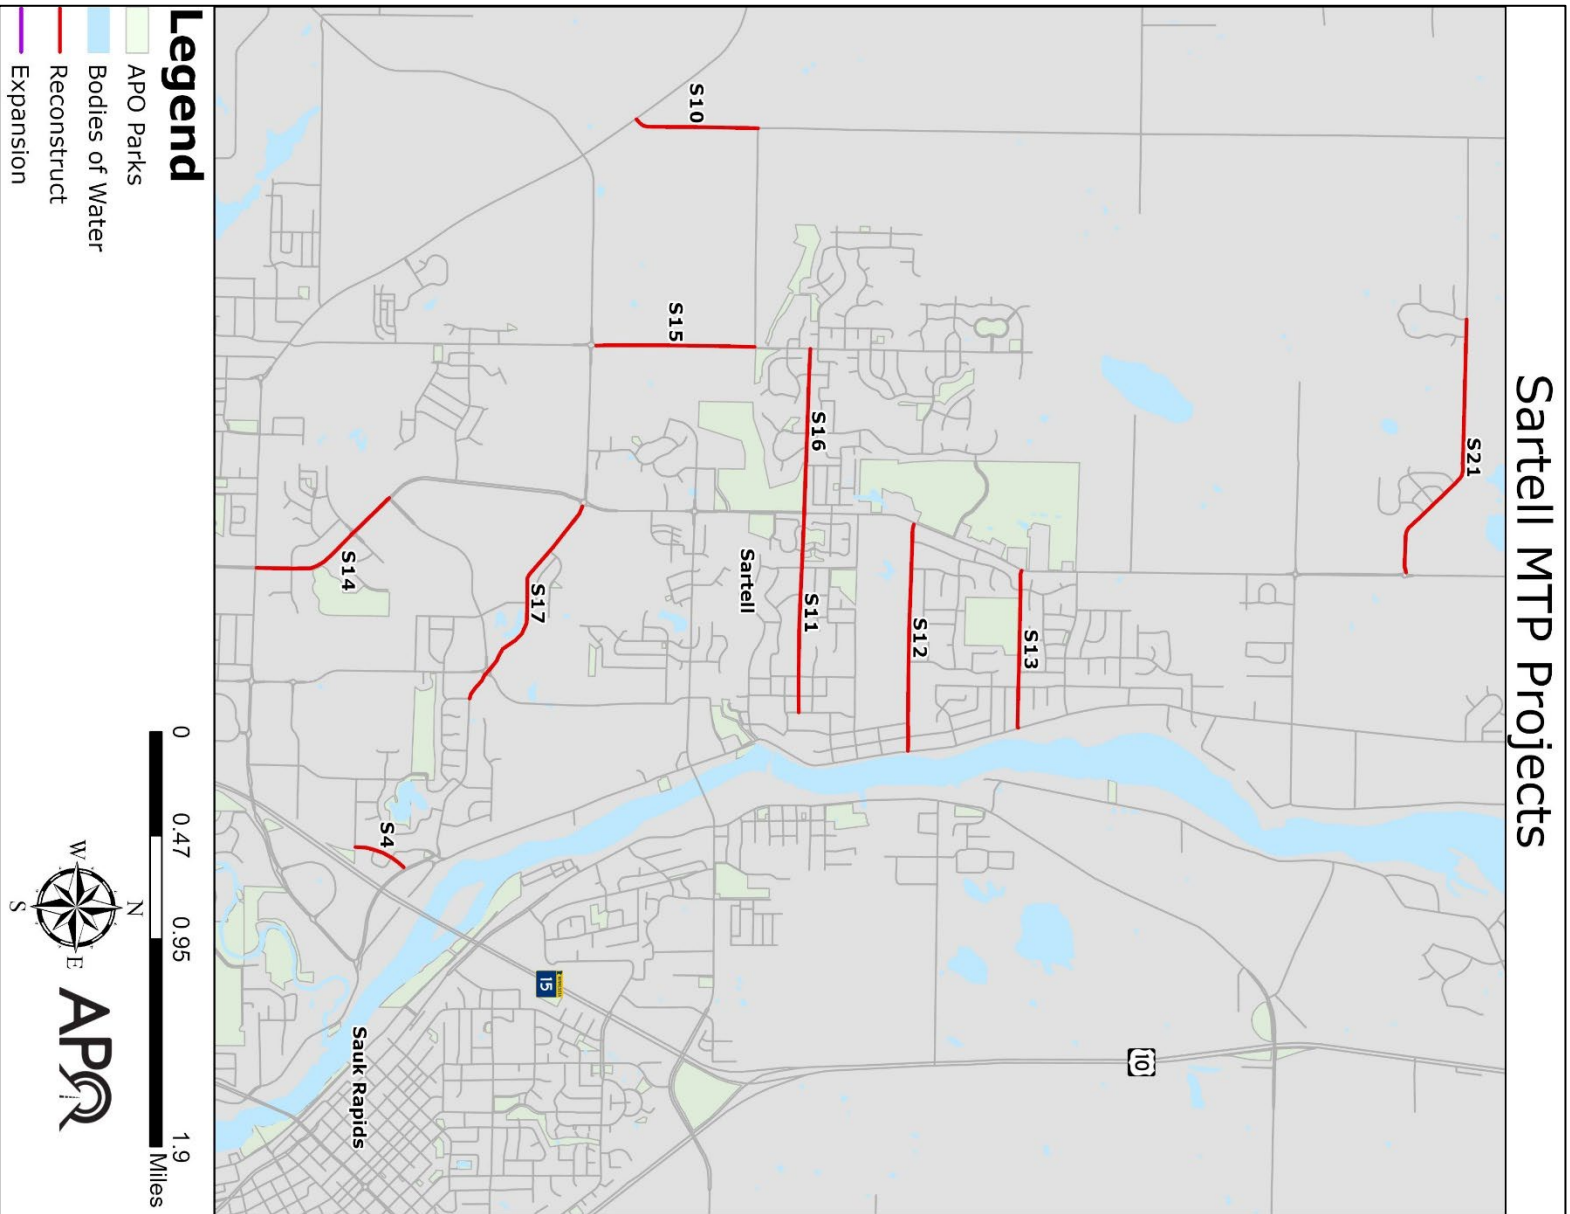 Sartell MTP Projects
S21
S13
S12
S16
S11
S10
S15
Sartell
S17
S14
S4
10
15
Sauk Rapids
Legend
APO Parks
Bodies of Water
Reconstruct
Expansion
0 0.47 0.95 1.9
Miles
N
W E
S
APO